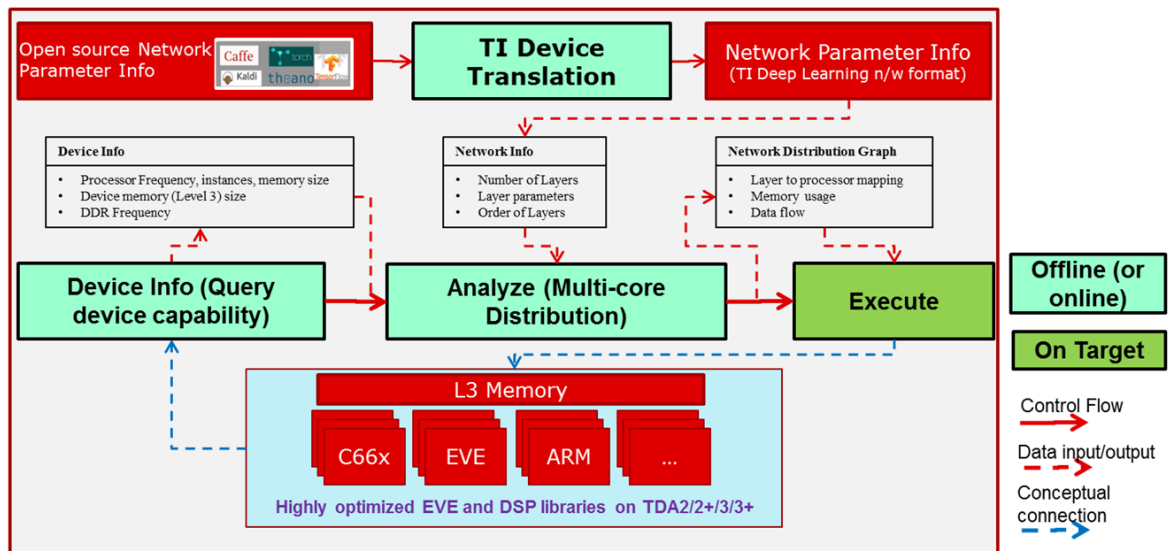 Open source Network
Parameter Info
Caffe
torch
Kaldi
theano
TensorFlow
TI Device
Translation
Network Parameter Info
(TI Deep Learning n/w format)
Device Info
• Processor Frequency, instances, memory size
• Device memory (Level 3) size
• DDR Frequency
Network Info
• Number of Layers
• Layer parameters
• Order of Layers
Network Distribution Graph
• Layer to processor mapping
• Memory usage
• Data flow
Device Info (Query
device capability)
Analyze (Multi-core
Distribution)
Execute
Offline (or
online)
On Target
L3 Memory
C66x
EVE
ARM
...
Highly optimized EVE and DSP libraries on TDA2/2+/3/3+
Control Flow
Data input/output
Conceptual
connection